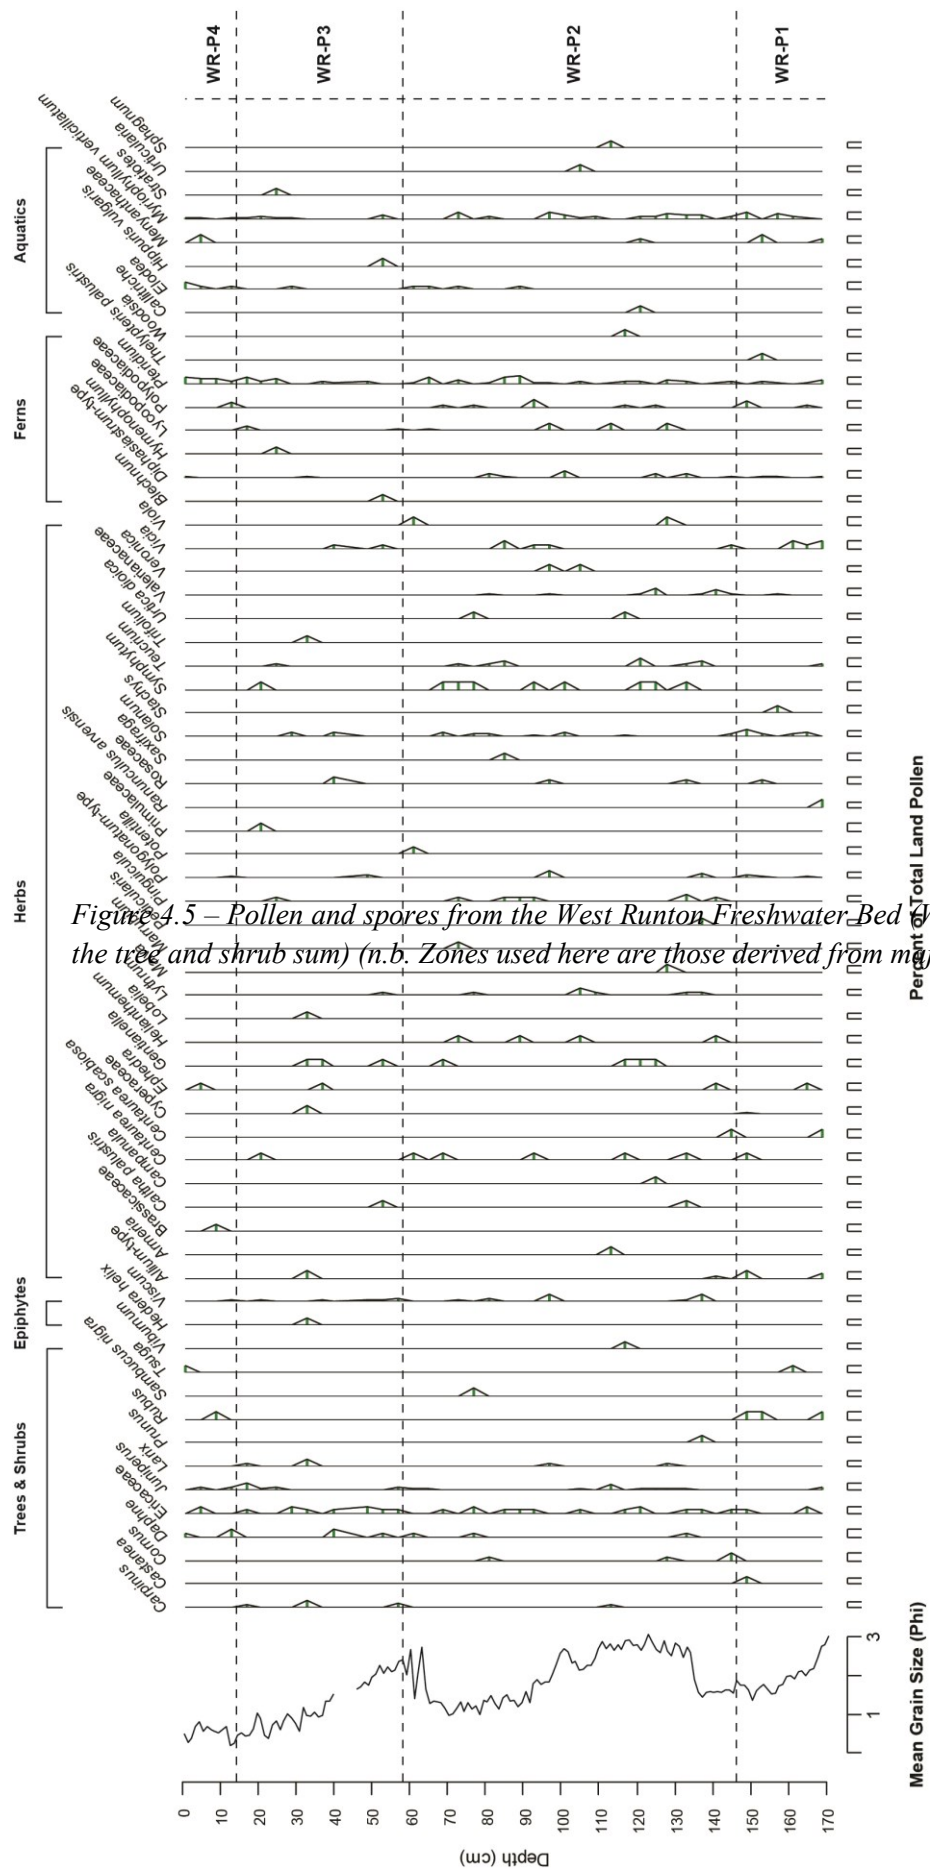 Trees & Shrubs
Epiphytes
Herbs
Ferns
Aquatics
Carpinus
Castanea
Cornus
Daphne
Ericaceae
Juniperus
Larix
Prunus
Rubus
Sambucus nigra
Tsuga
Viburnum
Hedera helix
Viscum
Allium-type
Armeria
Brassicaceae
Caltha palustris
Campanula
Centaurea nigra
Centaurea scabiosa
Cyperaceae
Ephedra
Gentianella
Helianthemum
Lobelia
Lythrum
Pinguicula
Polygonatum-type
Potentilla
Primulaceae
Ranunculus arvensis
Rosaceae
Saxifraga
Solanum
Stachys
Symphytum
Teucrium
Trifolium
Urtica dioica
Valerianaceae
Veronica
Vicia
Viola
Blechnum
Diphasiastrum-type
Hymenophyllum
Lycopodiaceae
Polypodiaceae
Pteridium
Thelypteris palustris
Woodsia
Callitriche
Elodea
Hippuris vulgaris
Menyanthaceae
Myriophyllum verticillatum
Stratiotes
Urticularia
Sphagnum
WR-P4
WR-P3
WR-P2
WR-P1
Figure 4.5 – Pollen and spores from the West Runton Freshwater Bed
the tree and shrub sum) (n.b. Zones used here are those derived from
Depth (cm)
0
10
20
30
40
50
60
70
80
90
100
110
120
130
140
150
160
170
1
3
Mean Grain Size (Phi)
Percent of Total Land Pollen